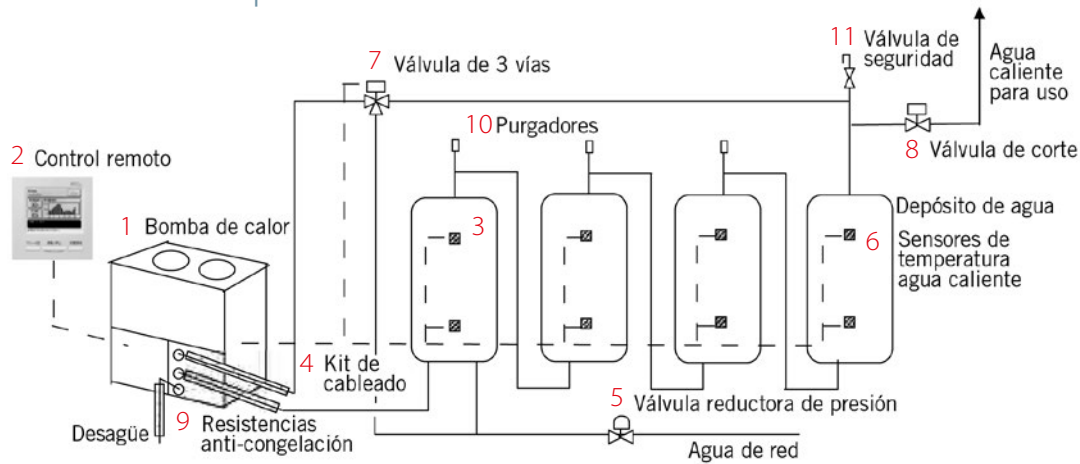 7 Válvula de 3 vías
11 Válvula de
seguridad
Agua
caliente
para uso
10 Purgadores
8 Válvula de corte
2 Control remoto
1 Bomba de calor
3
Depósito de agua
6 Sensores de
temperatura
agua caliente
4 Kit de
cableado
5 Válvula reductora de presión
9 Resistencias
anti-congelación
Desagüe
Agua de red